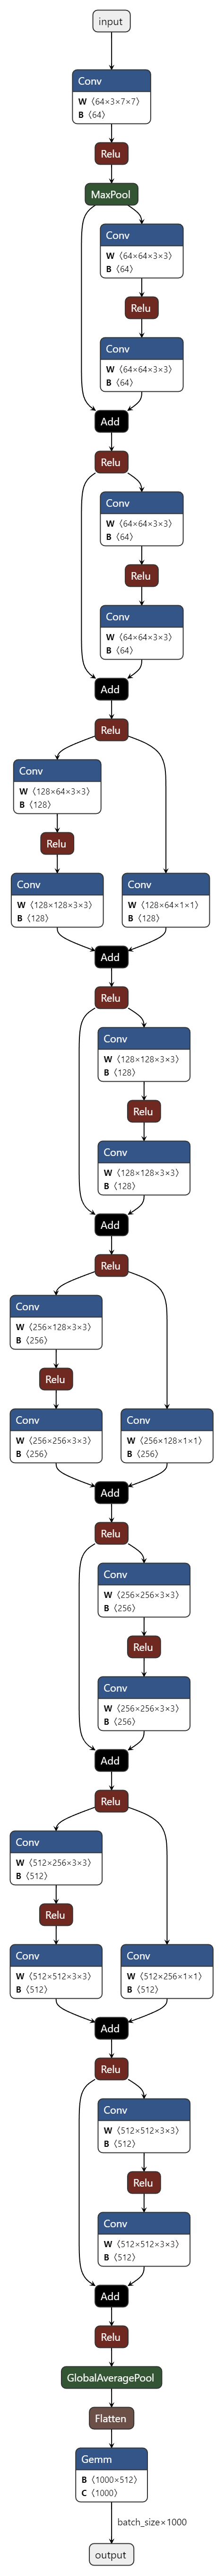 input
Conv
W ⟨64×3×7×7⟩
B ⟨64⟩
Relu
MaxPool
Conv
W ⟨64×64×3×3⟩
B ⟨64⟩
Relu
Conv
W ⟨64×64×3×3⟩
B ⟨64⟩
Add
Relu
Conv
W ⟨64×64×3×3⟩
B ⟨64⟩
Relu
Conv
W ⟨64×64×3×3⟩
B ⟨64⟩
Add
Relu
Conv
W ⟨128×64×3×3⟩
B ⟨128⟩
Relu
Conv
W ⟨128×128×3×3⟩
B ⟨128⟩
Conv
W ⟨128×64×1×1⟩
B ⟨128⟩
Add
Relu
Conv
W ⟨128×128×3×3⟩
B ⟨128⟩
Relu
Conv
W ⟨128×128×3×3⟩
B ⟨128⟩
Add
Relu
Conv
W ⟨256×128×3×3⟩
B ⟨256⟩
Relu
Conv
W ⟨256×256×3×3⟩
B ⟨256⟩
Conv
W ⟨256×128×1×1⟩
B ⟨256⟩
Add
Relu
Conv
W ⟨256×256×3×3⟩
B ⟨256⟩
Relu
Conv
W ⟨256×256×3×3⟩
B ⟨256⟩
Add
Relu
Conv
W ⟨512×256×3×3⟩
B ⟨512⟩
Relu
Conv
W ⟨512×512×3×3⟩
B ⟨512⟩
Conv
W ⟨512×256×1×1⟩
B ⟨512⟩
Add
Relu
Conv
W ⟨512×512×3×3⟩
B ⟨512⟩
Relu
Conv
W ⟨512×512×3×3⟩
B ⟨512⟩
Add
Relu
GlobalAveragePool
Flatten
Gemm
B ⟨1000×512⟩
C ⟨1000⟩
batch_size×1000
output